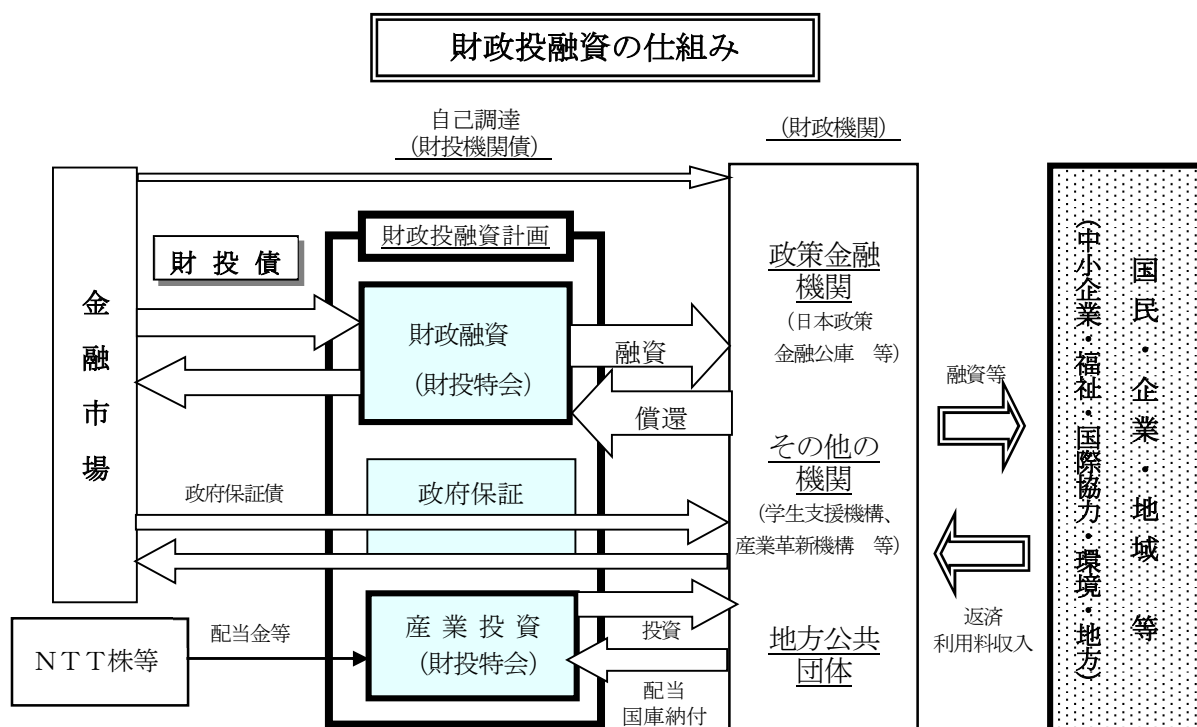 財政投融資の仕組み
自己調達
（財投機関債）
（財政機関）
財政投融資計画
財投債
金融市場
財政融資
（財投特会）
融資
償還
政府保証債
政府保証
ＮＴＴ株等
配当金等
産業投資
（財投特会）
投資
配当
国庫納付
政策金融
機関
（日本政策
金融公庫　等）
その他の
機関
（学生支援機構、
産業革新機構　等）
地方公共
団体
融資等
返済
利用料収入
国民・企業・地域　等
（中小企業・福祉・国際協力・環境・地方）